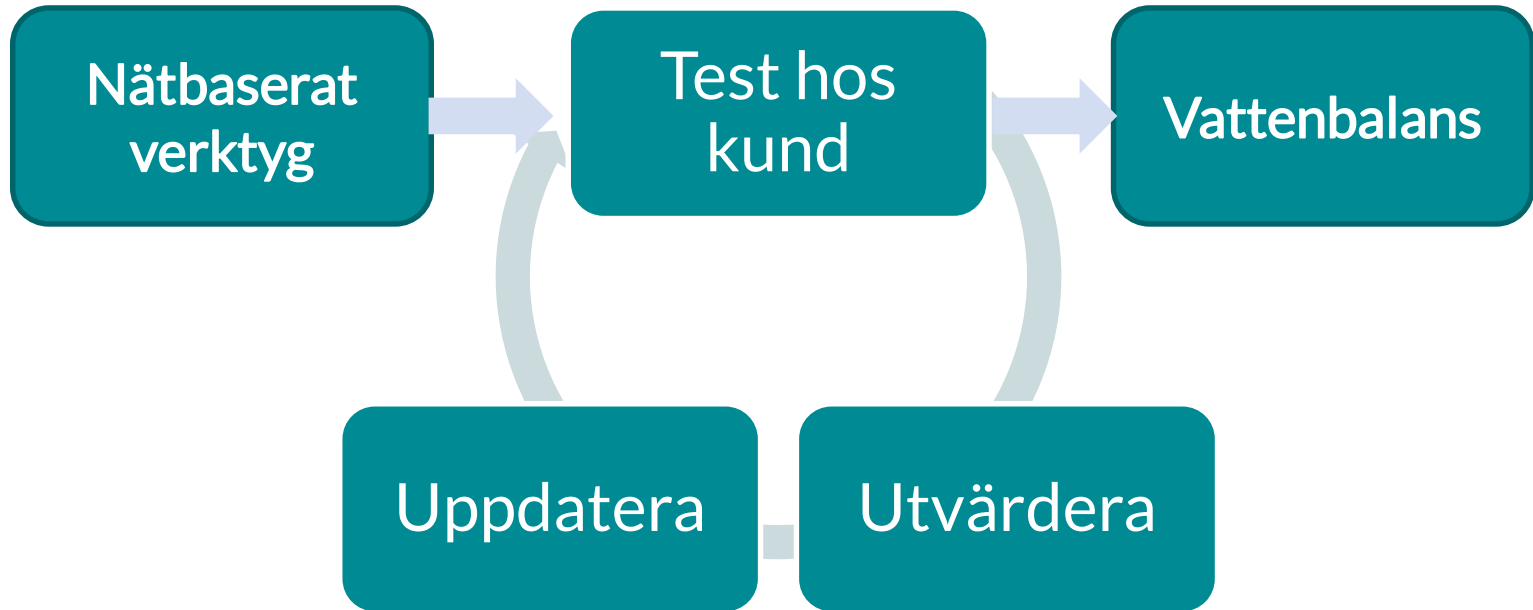 Nätbaserat
verktyg
Test hos
kund
Vattenbalans
Uppdatera
Utvärdera